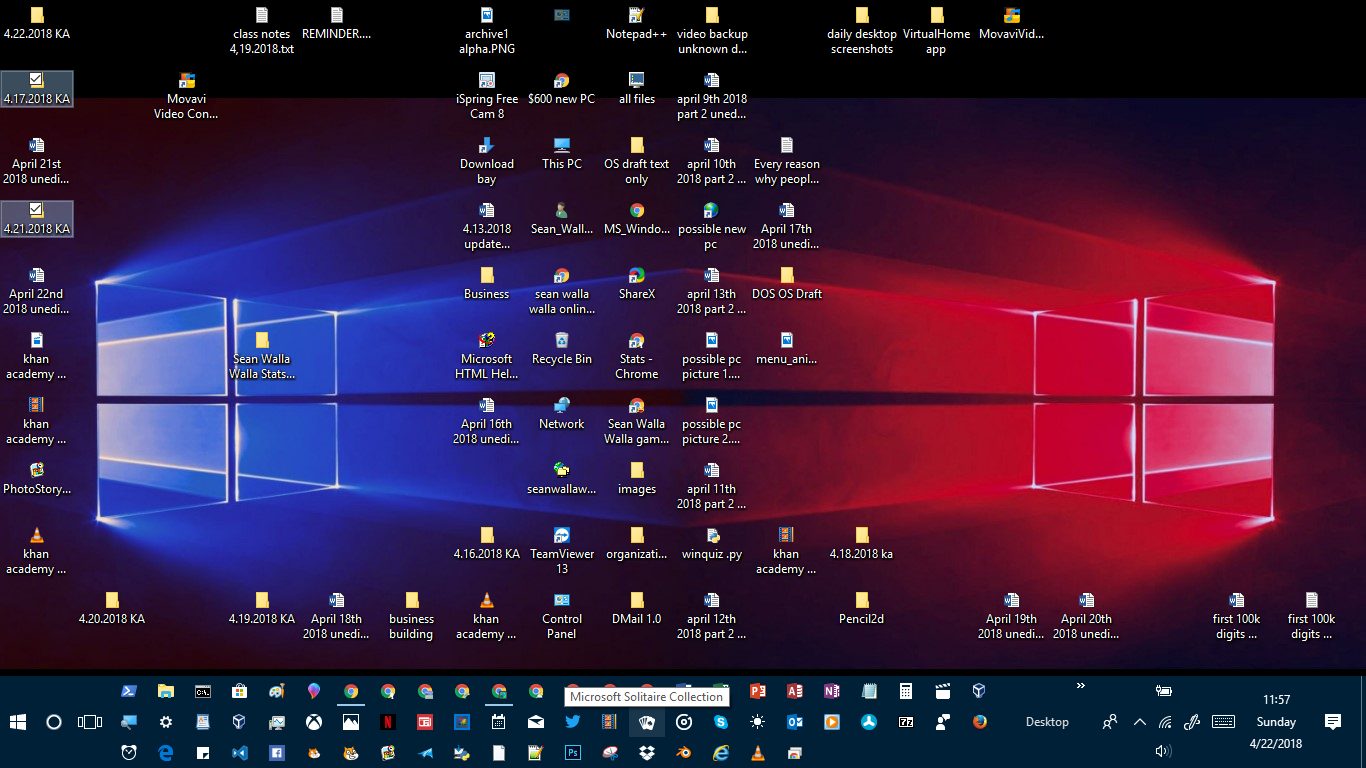 4.22.2018 KA
class notes
4,19.2018.txt
REMINDER....
archive1
alpha.PNG
Notepad++
video backup
unknown d...
daily desktop
screenshots
VirtualHome
app
MovaviVid...
4.17.2018 KA
Movavi
Video Con...
iSpring Free
Cam 8
$600 new PC
all files
april 9th 2018
part 2 uned...
April 21st
2018 unedi...
Download
bay
This PC
OS draft text
only
april 10th
2018 part 2 ...
Every reason
why peopl...
4.21.2018 KA
4.13.2018
update...
Sean_Wall...
MS_Windo...
possible new
pc
April 17th
2018 unedi...
April 22nd
2018 unedi...
Business
sean walla
walla onlin...
ShareX
april 13th
2018 part 2 ...
DOS OS Draft
khan
academy ...
Sean Walla
Walla Stats...
Microsoft
HTML Hel...
Recycle Bin
Stats -
Chrome
possible pc
picture 1....
menu_ani...
khan
academy ...
April 16th
2018 unedi...
Network
Sean Walla
Walla gam...
possible pc
picture 2....
PhotoStory...
seanwallaw...
images
april 11th
2018 part 2 ...
khan
academy ...
4.16.2018 KA
TeamViewer
13
organizati...
winquiz .py
khan
academy ...
4.18.2018 ka
4.20.2018 KA
4.19.2018 KA
April 18th
2018 unedi...
business
building
khan
academy ...
Control
Panel
DMail 1.0
april 12th
2018 part 2 ...
Pencil2d
April 19th
2018 unedi...
April 20th
2018 unedi...
first 100k
digits ...
first 100k
digits ...
Microsoft Solitaire Collection
Desktop
11:57
Sunday
4/22/2018